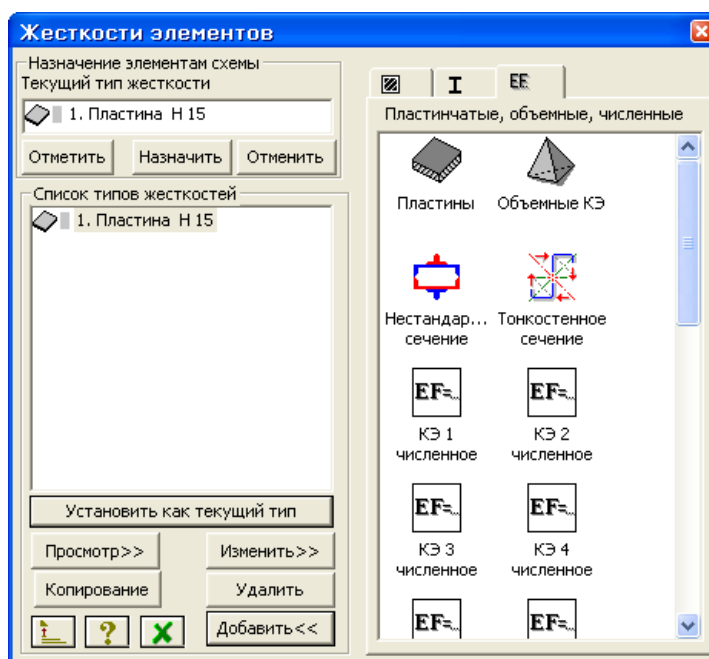 Жесткости элементов
Назначение элементам схемы
Текущий тип жесткости
1. Пластина Н 15
Отметить
Назначить
Отменить
Список типов жесткостей
1. Пластина Н 15
Установить как текущий тип
Просмотр>>
Изменить>>
Копирование
Удалить
Добавить<<
Пластинчатые, объемные, численные
Пластины
Объемные КЭ
Нестандар...
сечение
Тонкостенное
сечение
EF=...
КЭ 1
численное
EF=...
КЭ 2
численное
EF=...
КЭ 3
численное
EF=...
КЭ 4
численное
EF=...
EF=...